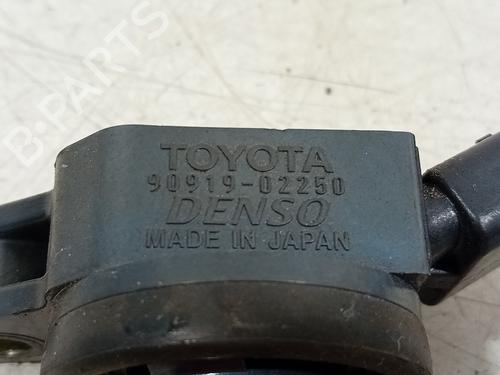 B-PARTS
TOYOTA
90919-02250
DENSO
MADE IN JAPAN